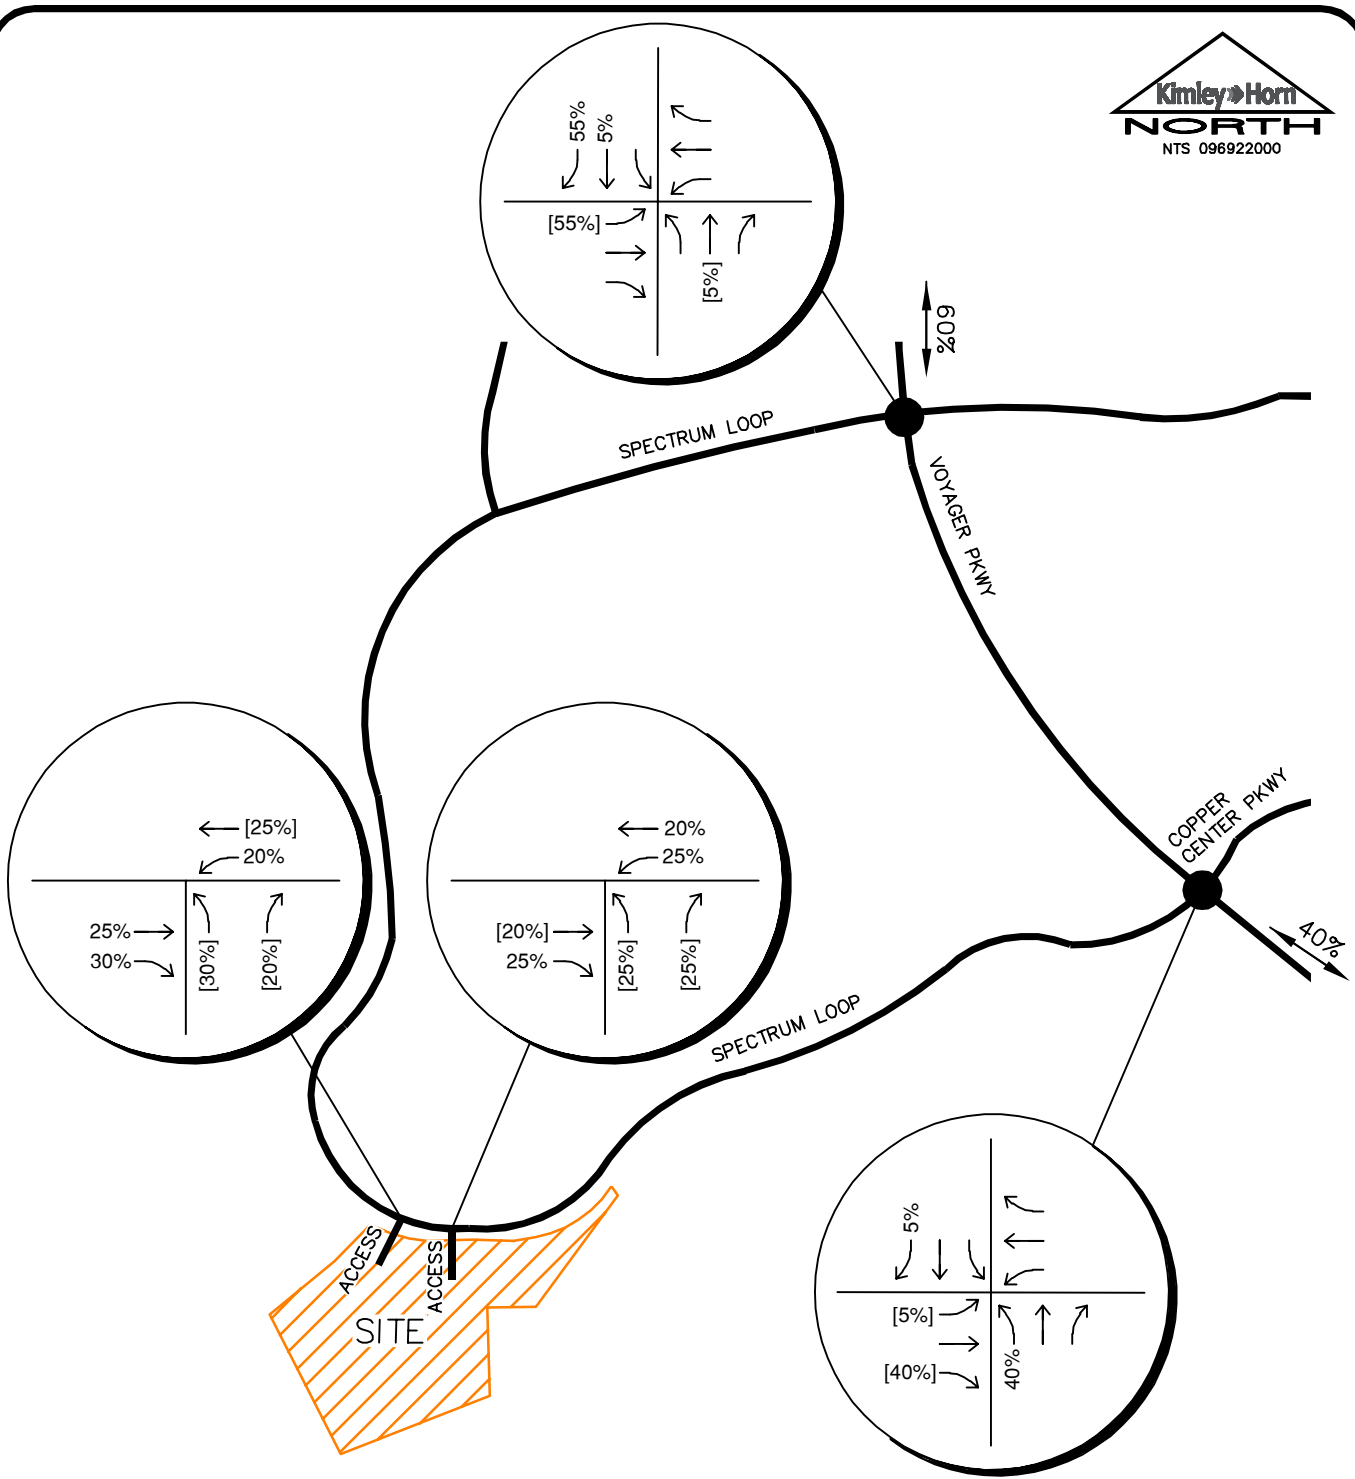 Kimley»Horn
NORTH
NTS 096922000
55%
5%
[55%]
[5%]
60%
SPECTRUM LOOP
VOYAGER PKWY
COPPER
CENTER PKWY
40%
[25%]
20%
25%
30%
[30%]
[20%]
20%
25%
[20%]
25%
[25%]
[25%]
SPECTRUM LOOP
5%
[5%]
[40%]
40%
ACCESS
ACCESS
SITE